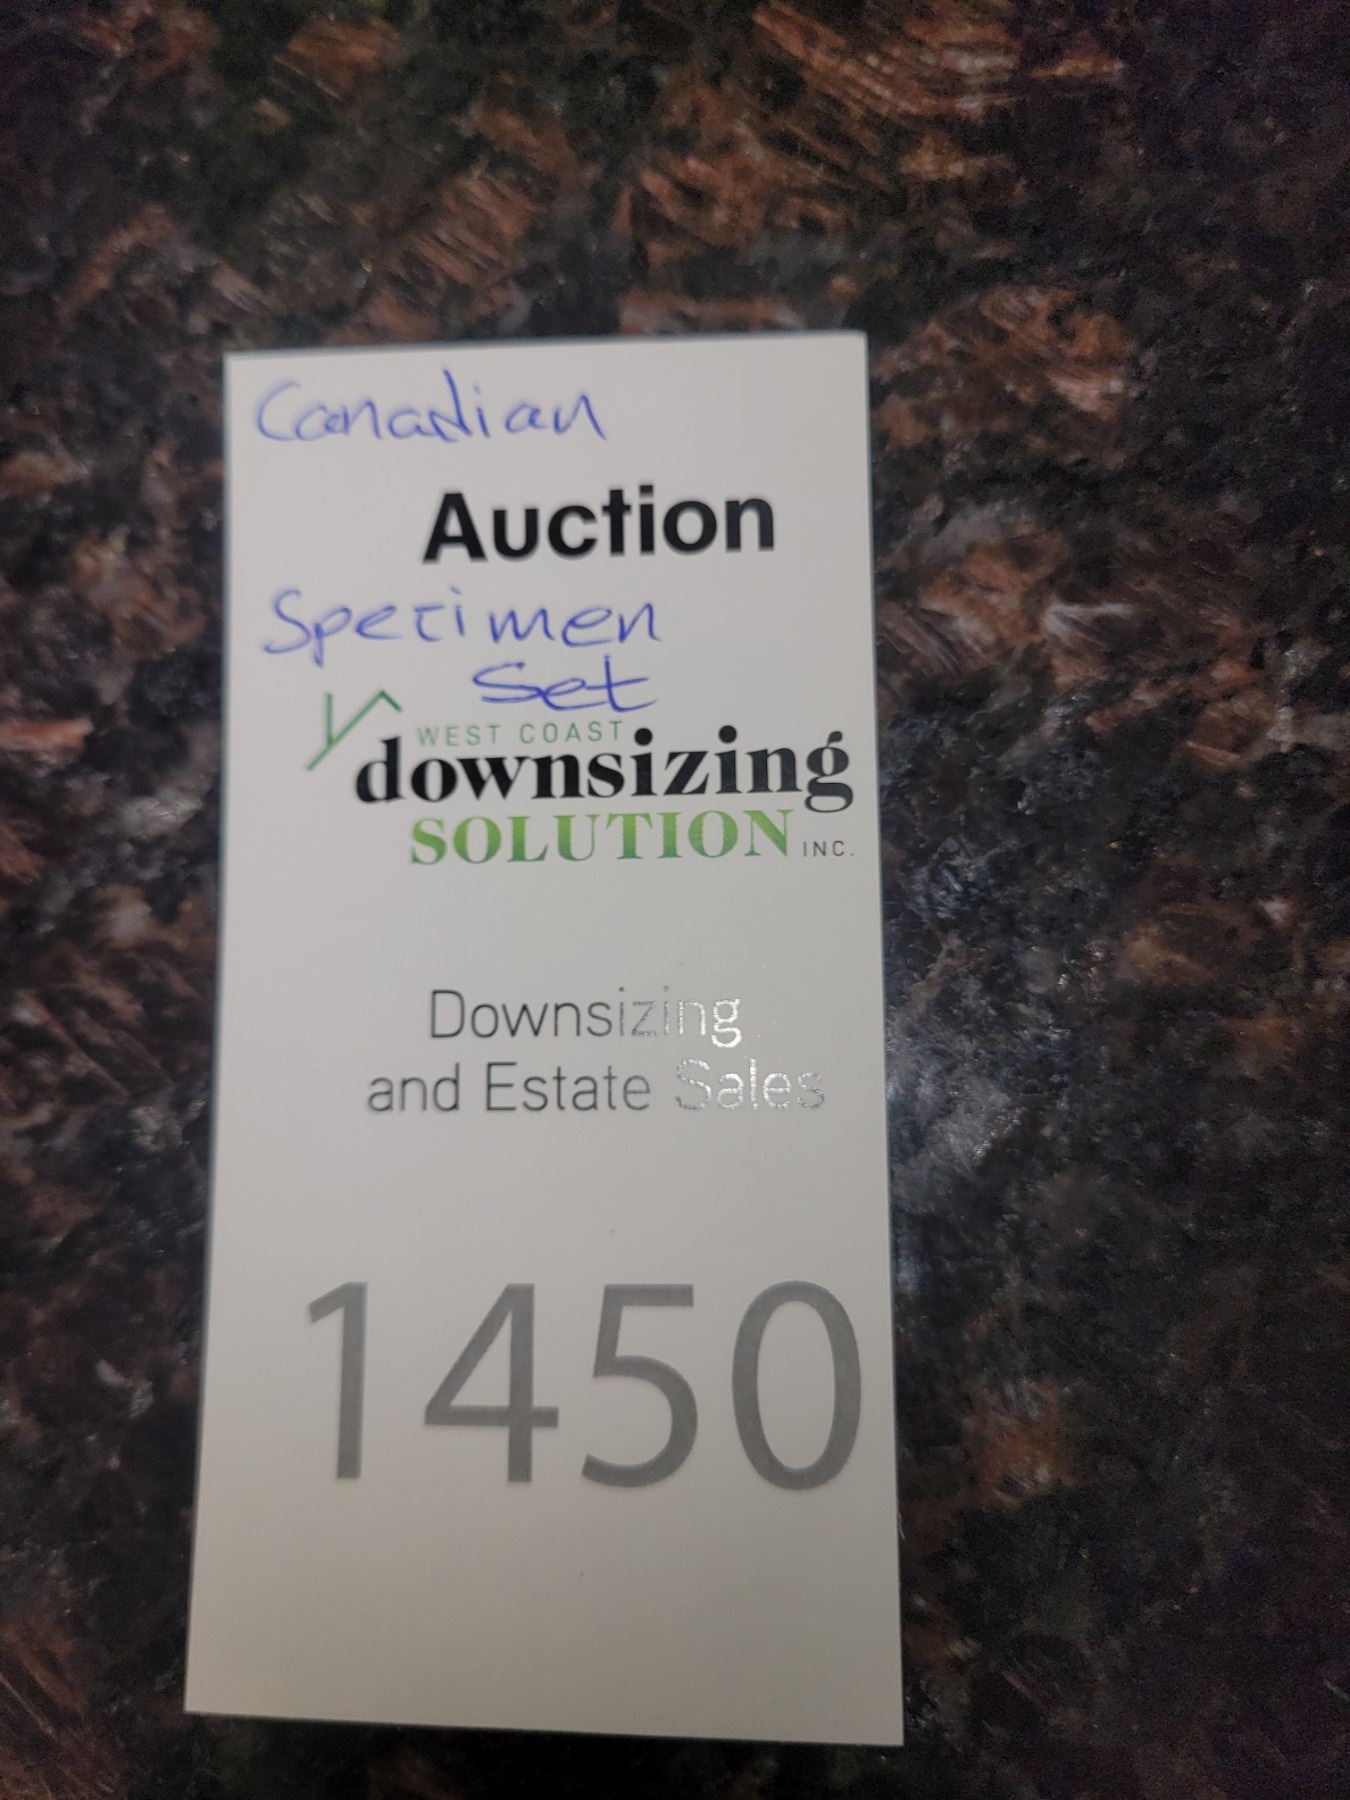 Canadian
Auction
Specimen
Set
WEST COAST
downsizing
SOLUTION INC.
Downsizing
and Estate Sales
1450